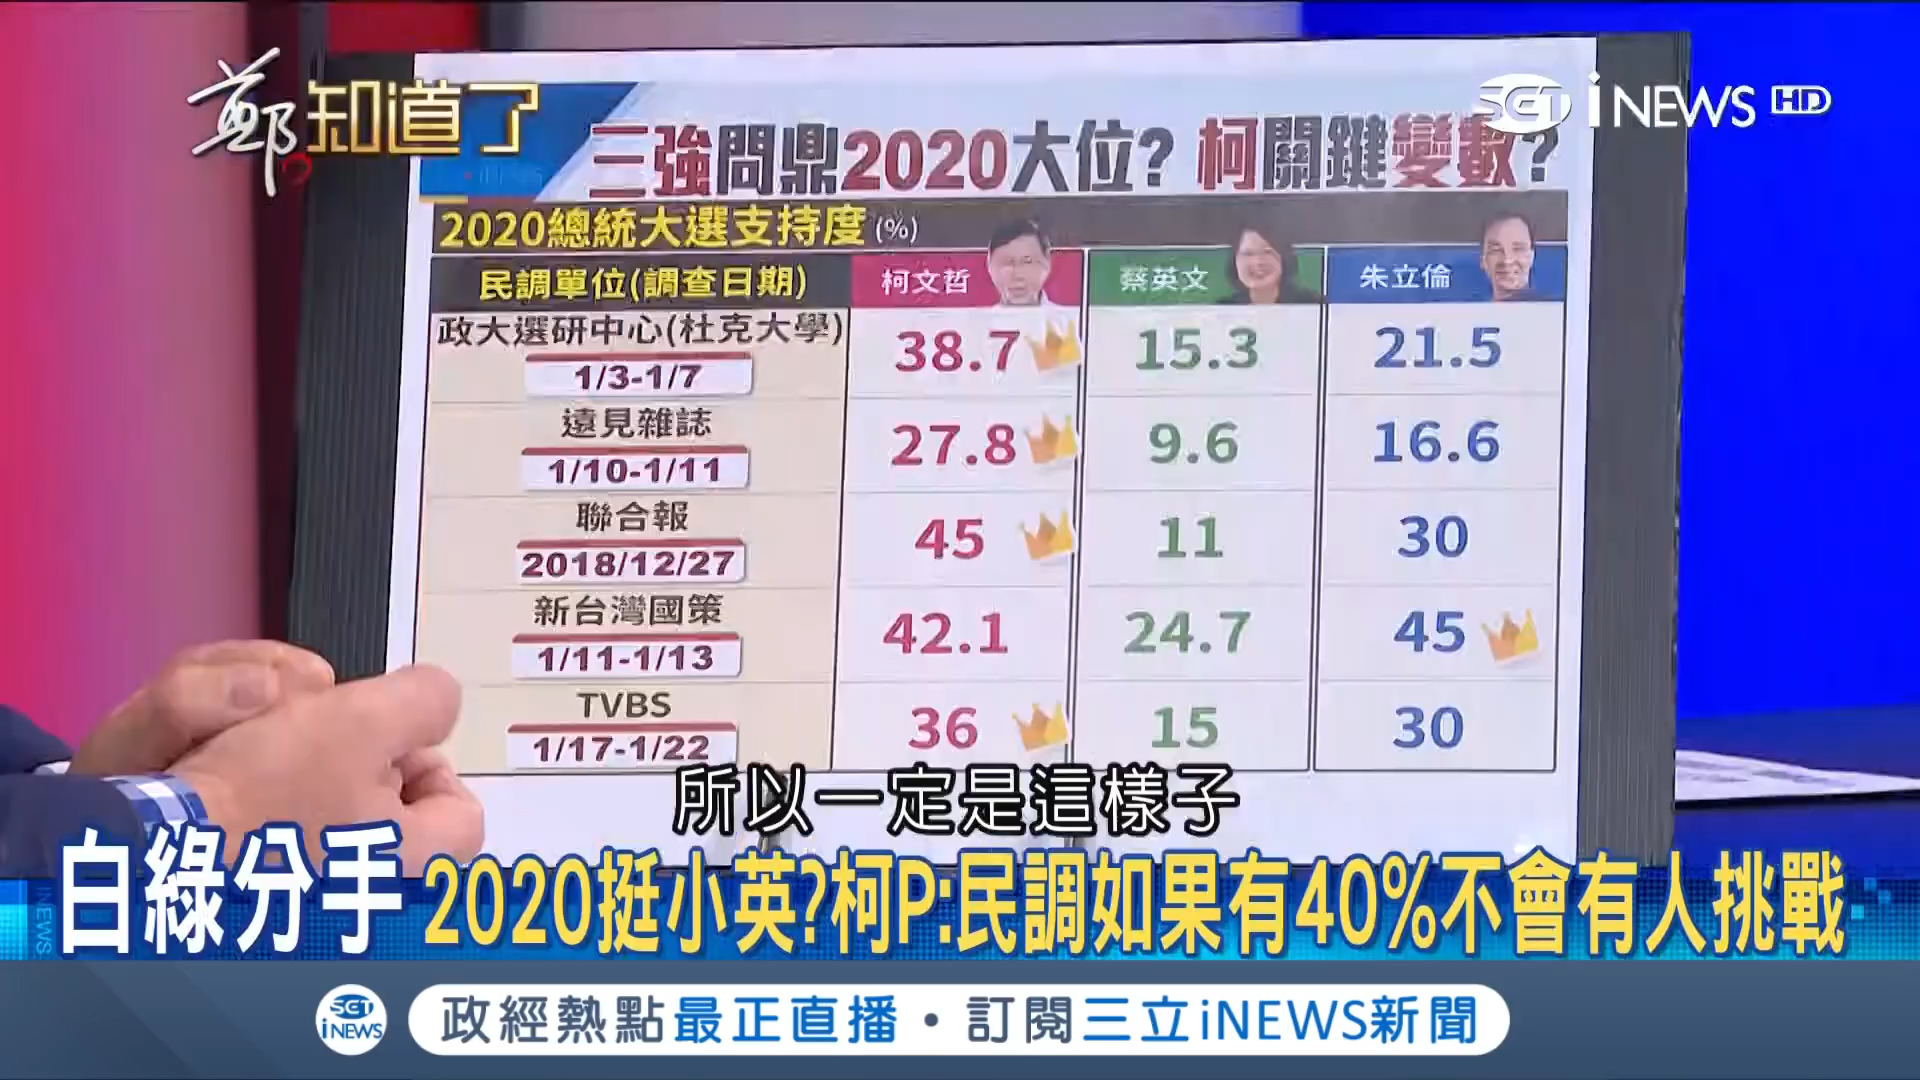 鄭知道了
SET iNEWS HD
三強問鼎2020大位? 柯關鍵變數?
2020總統大選支持度(%)
民調單位(調查日期) 柯文哲 蔡英文 朱立倫
政大選研中心(杜克大學)
1/3-1/7
38.7 15.3 21.5
遠見雜誌
1/10-1/11
27.8 9.6 16.6
聯合報
2018/12/27
45 11 30
新台灣國策
1/11-1/13
42.1 24.7 45
TVBS
1/17-1/22
36 15 30
所以一定是這樣子
iNEWS
白綠分手
2020挺小英?柯P:民調如果有40%不會有人挑戰
SET iNEWS
政經熱點最正直播·訂閱三立iNEWS新聞